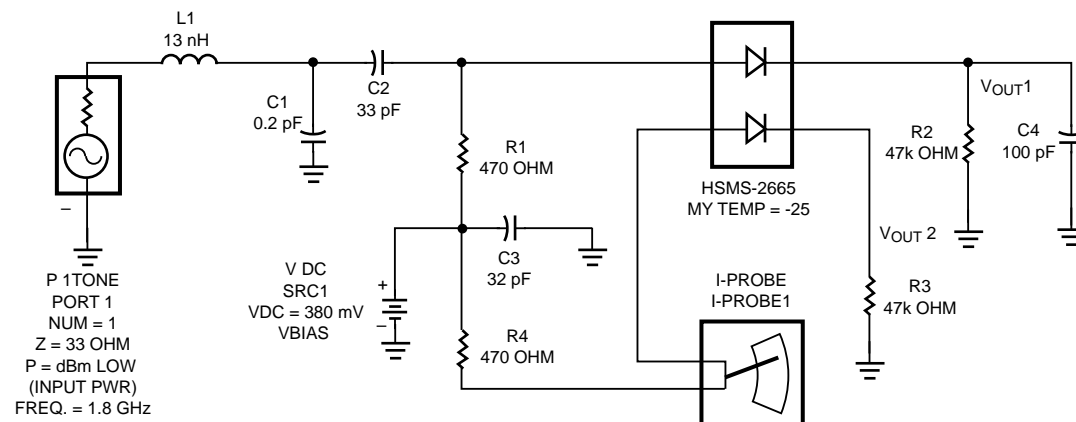 L1
13 nH
C1
0.2 pF
C2
33 pF
R1
470 OHM
V DC
SRC1
VDC = 380 mV
VBIAS
+
–
C3
32 pF
R4
470 OHM
HSMS-2665
MY TEMP = -25
VOUT1
R2
47k OHM
C4
100 pF
VOUT 2
R3
47k OHM
I-PROBE
I-PROBE1
–
P 1TONE
PORT 1
NUM = 1
Z = 33 OHM
P = dBm LOW
(INPUT PWR)
FREQ. = 1.8 GHz